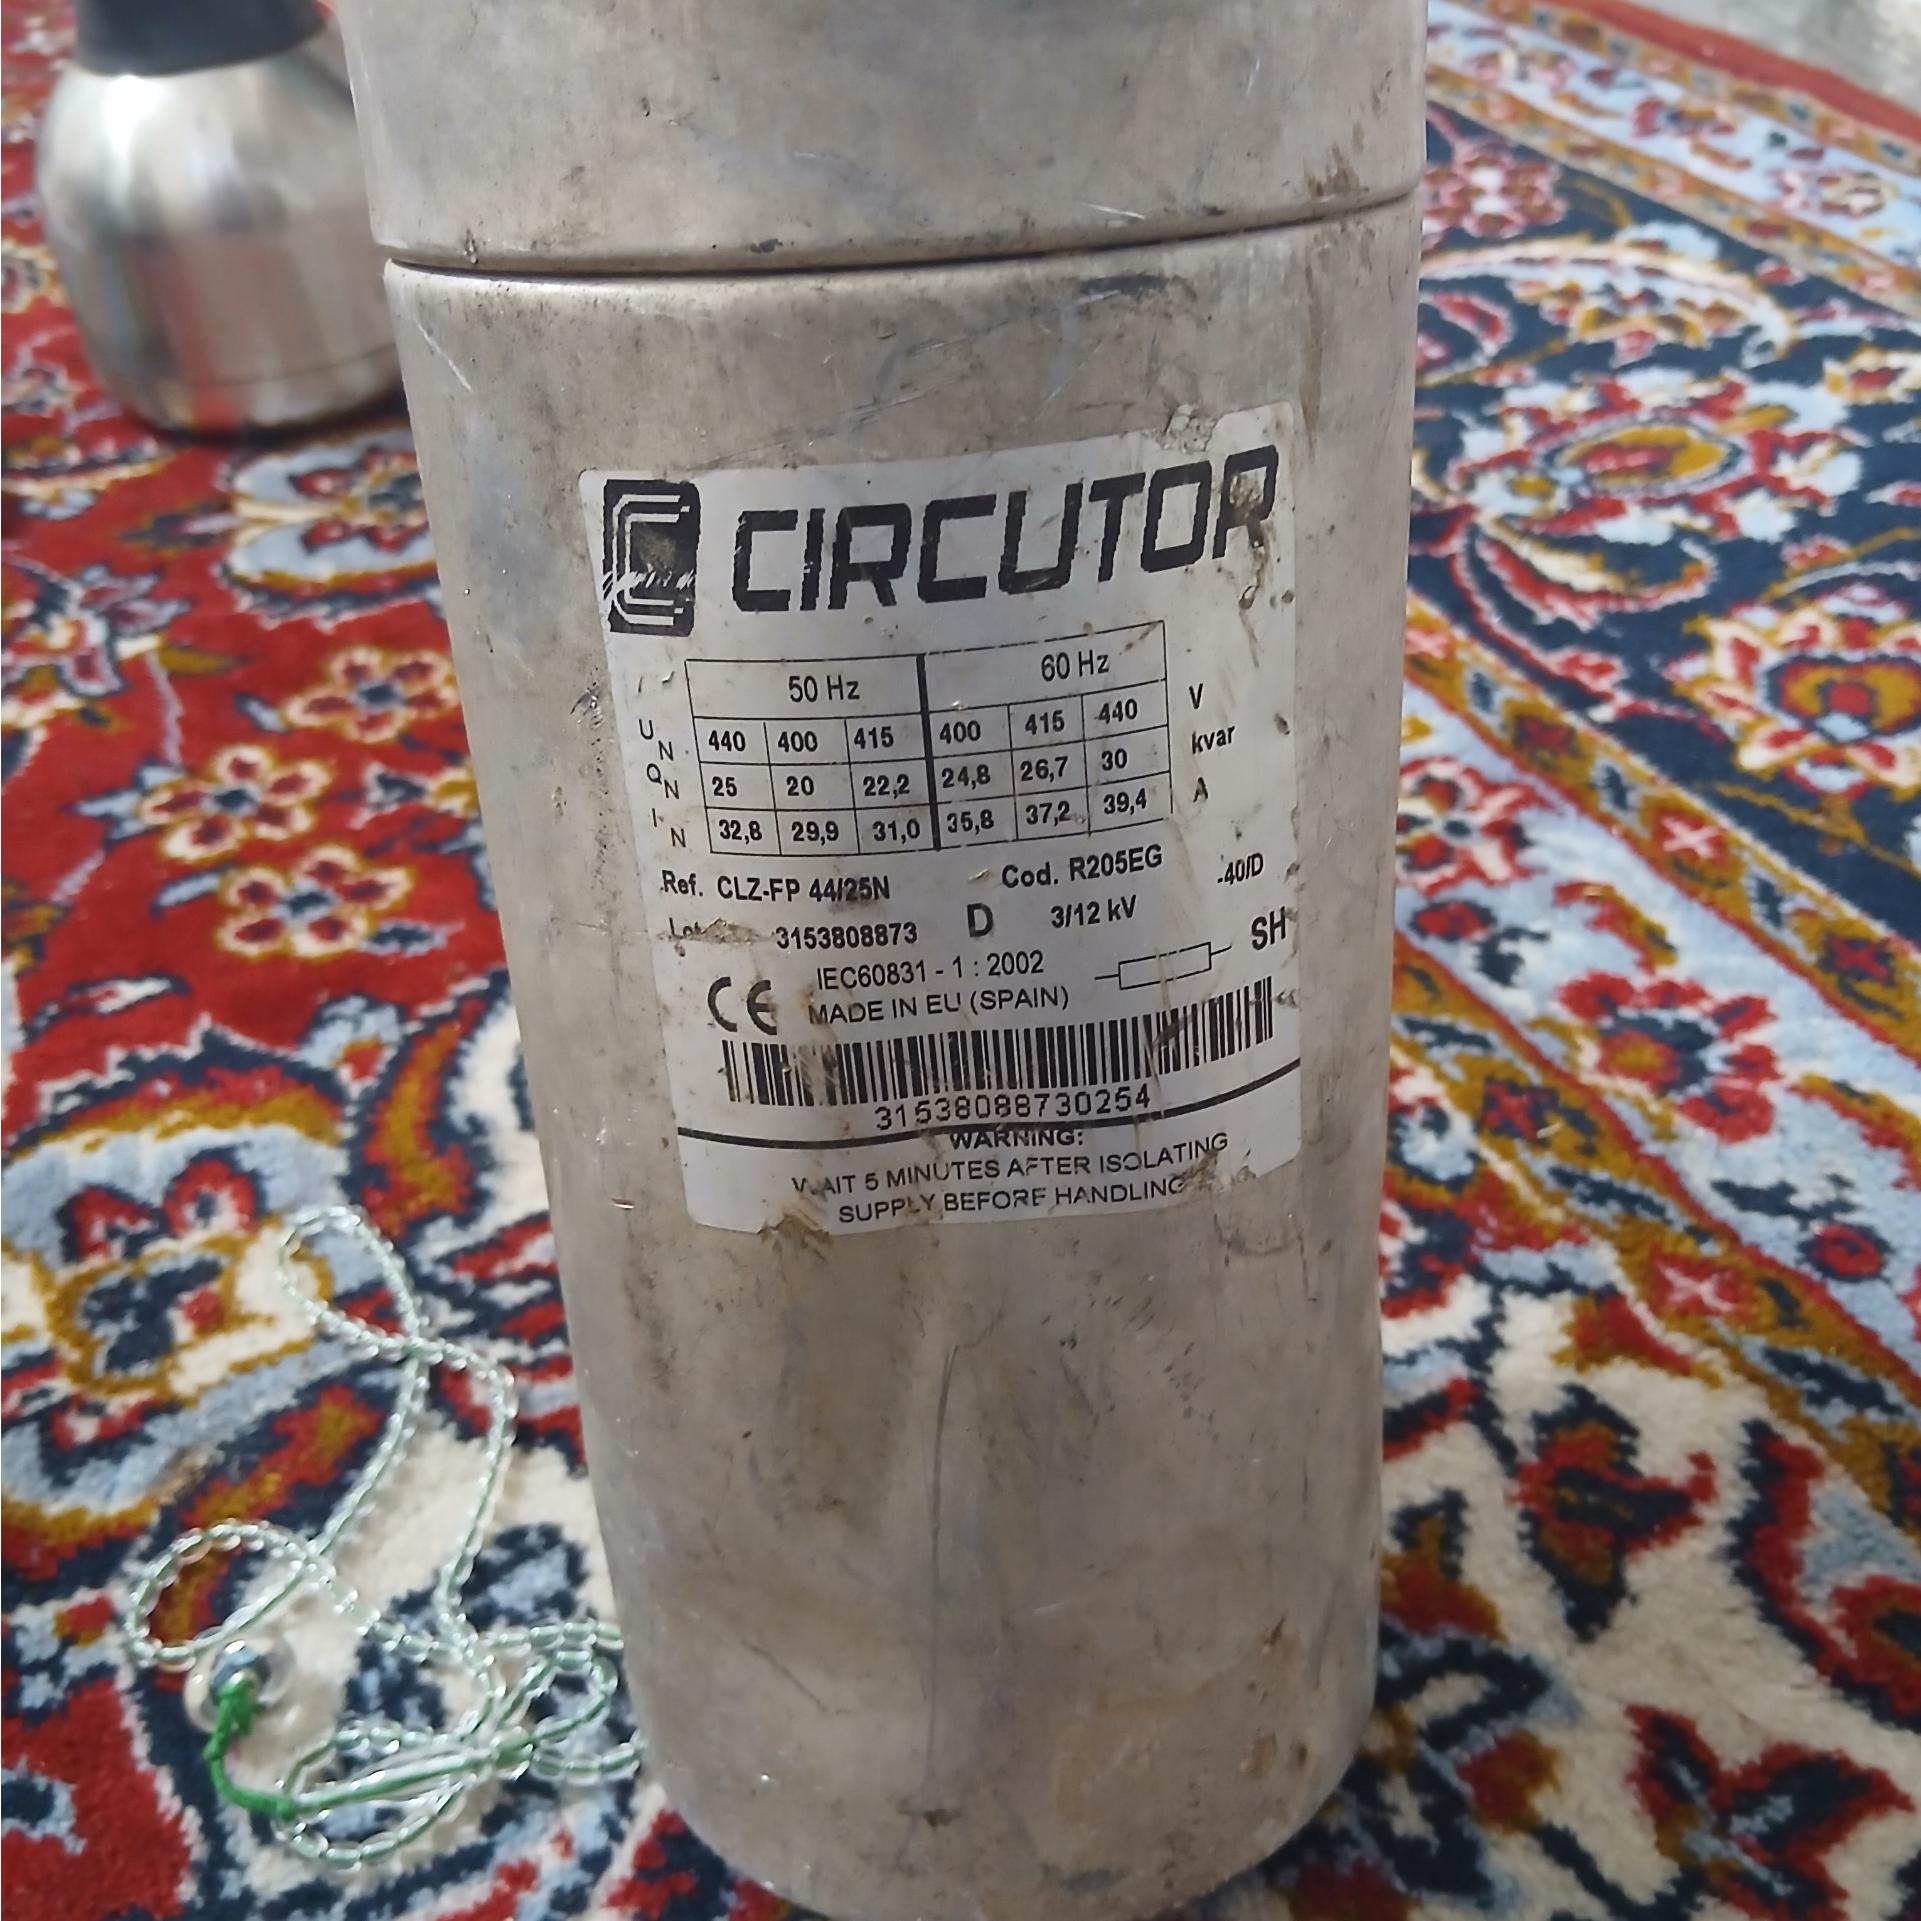 CIRCUTOR
50 Hz 60 Hz
UN 440 400 415 400 415 440 V
QN 25 20 22,2 24,8 26,7 30 kvar
IN 32,8 29,9 31,0 35,8 37,2 39,4 A
Ref. CLZ-FP 44/25N Cod. R205EG -40/D
3153808873 D 3/12 kV
IEC60831 - 1 : 2002 SH
CE MADE IN EU (SPAIN)
31538088730254
WARNING:
WAIT 5 MINUTES AFTER ISOLATING
SUPPLY BEFORE HANDLING